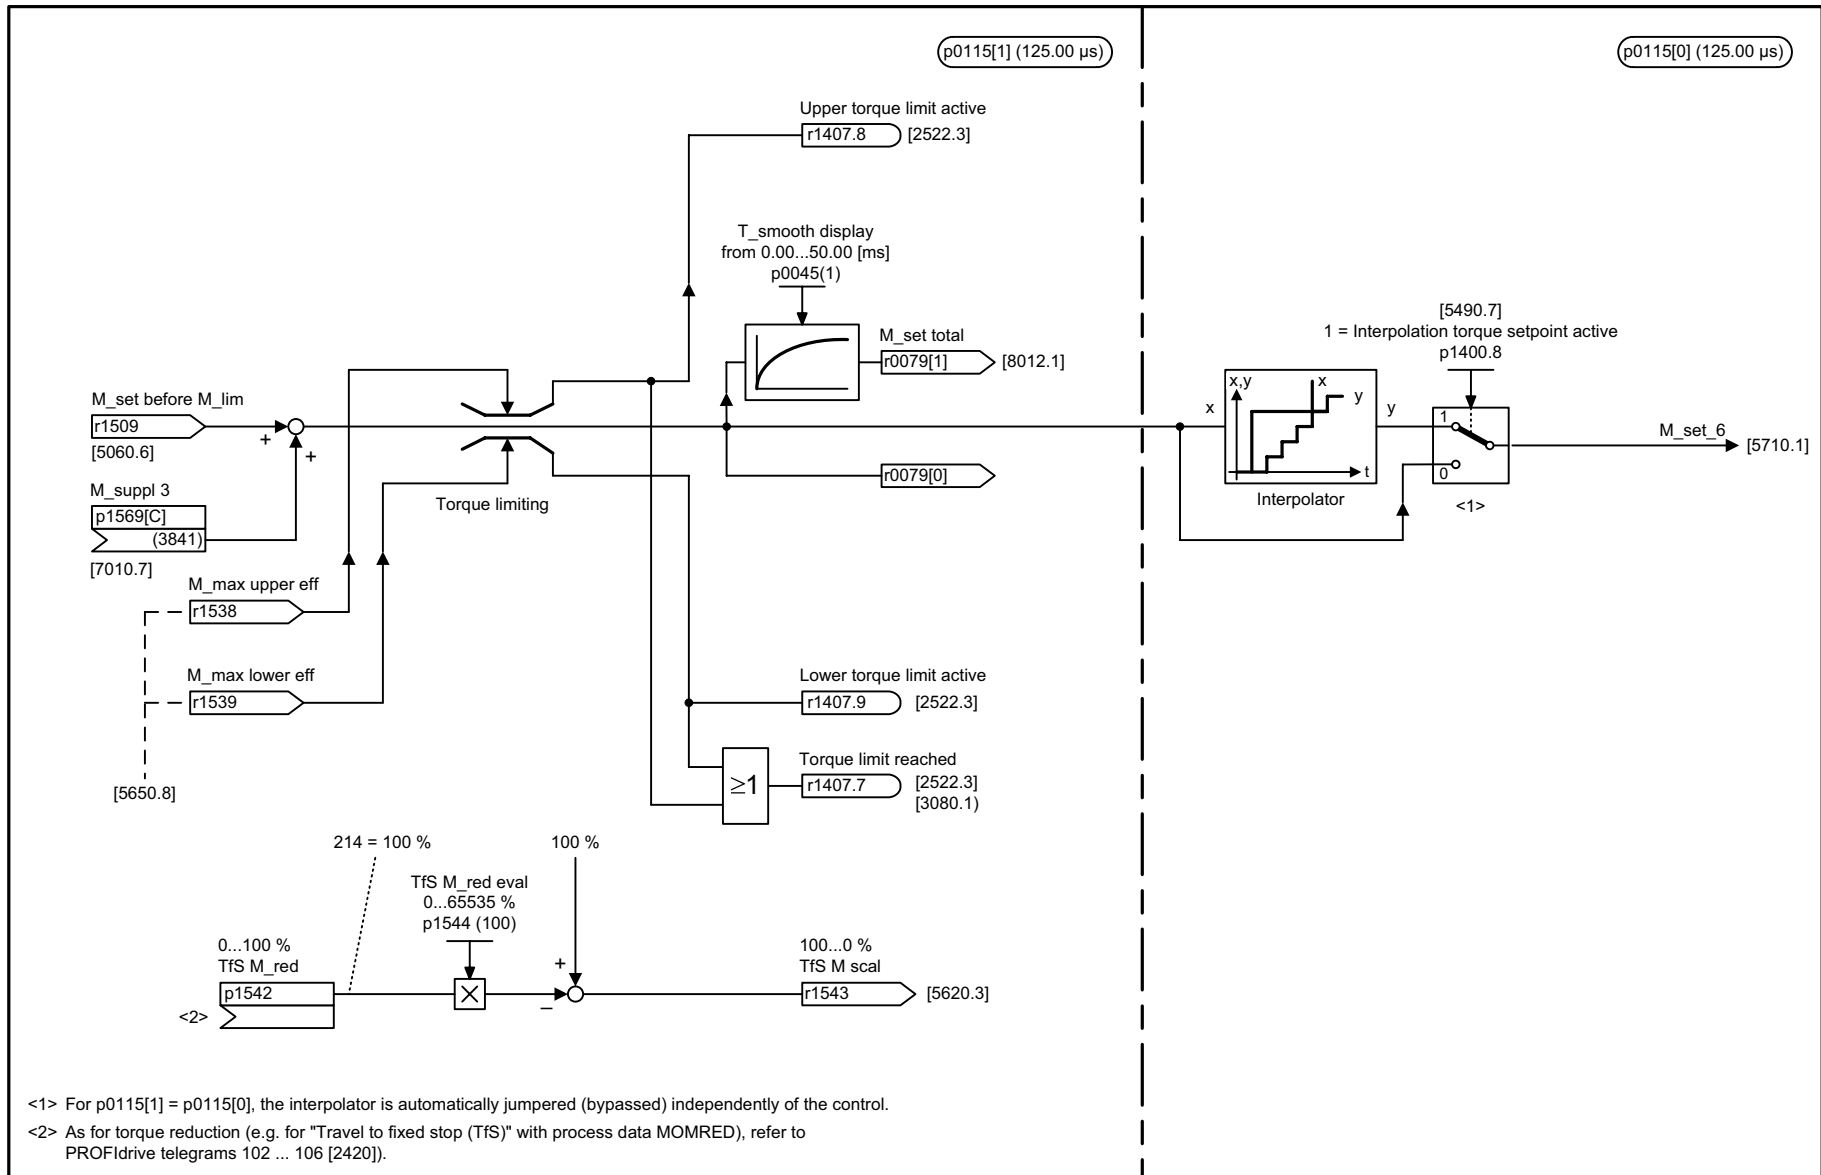 p0115[1] (125.00 µs)
p0115[0] (125.00 µs)
Upper torque limit active
r1407.8 [2522.3]
T_smooth display
from 0.00...50.00 [ms]
p0045(1)
M_set total
r0079[1] [8012.1]
[5490.7]
1 = Interpolation torque setpoint active
p1400.8
M_set before M_lim
r1509
[5060.6]
+
+
M_suppl 3
p1569[C]
(3841)
[7010.7]
Torque limiting
r0079[0]
x
x,y
x
y
t
Interpolator
y
1
0
<1>
M_set_6
[5710.1]
M_max upper eff
r1538
M_max lower eff
r1539
[5650.8]
Lower torque limit active
r1407.9 [2522.3]
Torque limit reached
≥1
r1407.7 [2522.3]
[3080.1)
214 = 100 %
100 %
TfS M_red eval
0...65535 %
p1544 (100)
0...100 %
TfS M_red
p1542
<2>
+
–
100...0 %
TfS M scal
r1543 [5620.3]
<1> For p0115[1] = p0115[0], the interpolator is automatically jumpered (bypassed) independently of the control.
<2> As for torque reduction (e.g. for "Travel to fixed stop (TfS)" with process data MOMRED), refer to
PROFIdrive telegrams 102 ... 106 [2420]).